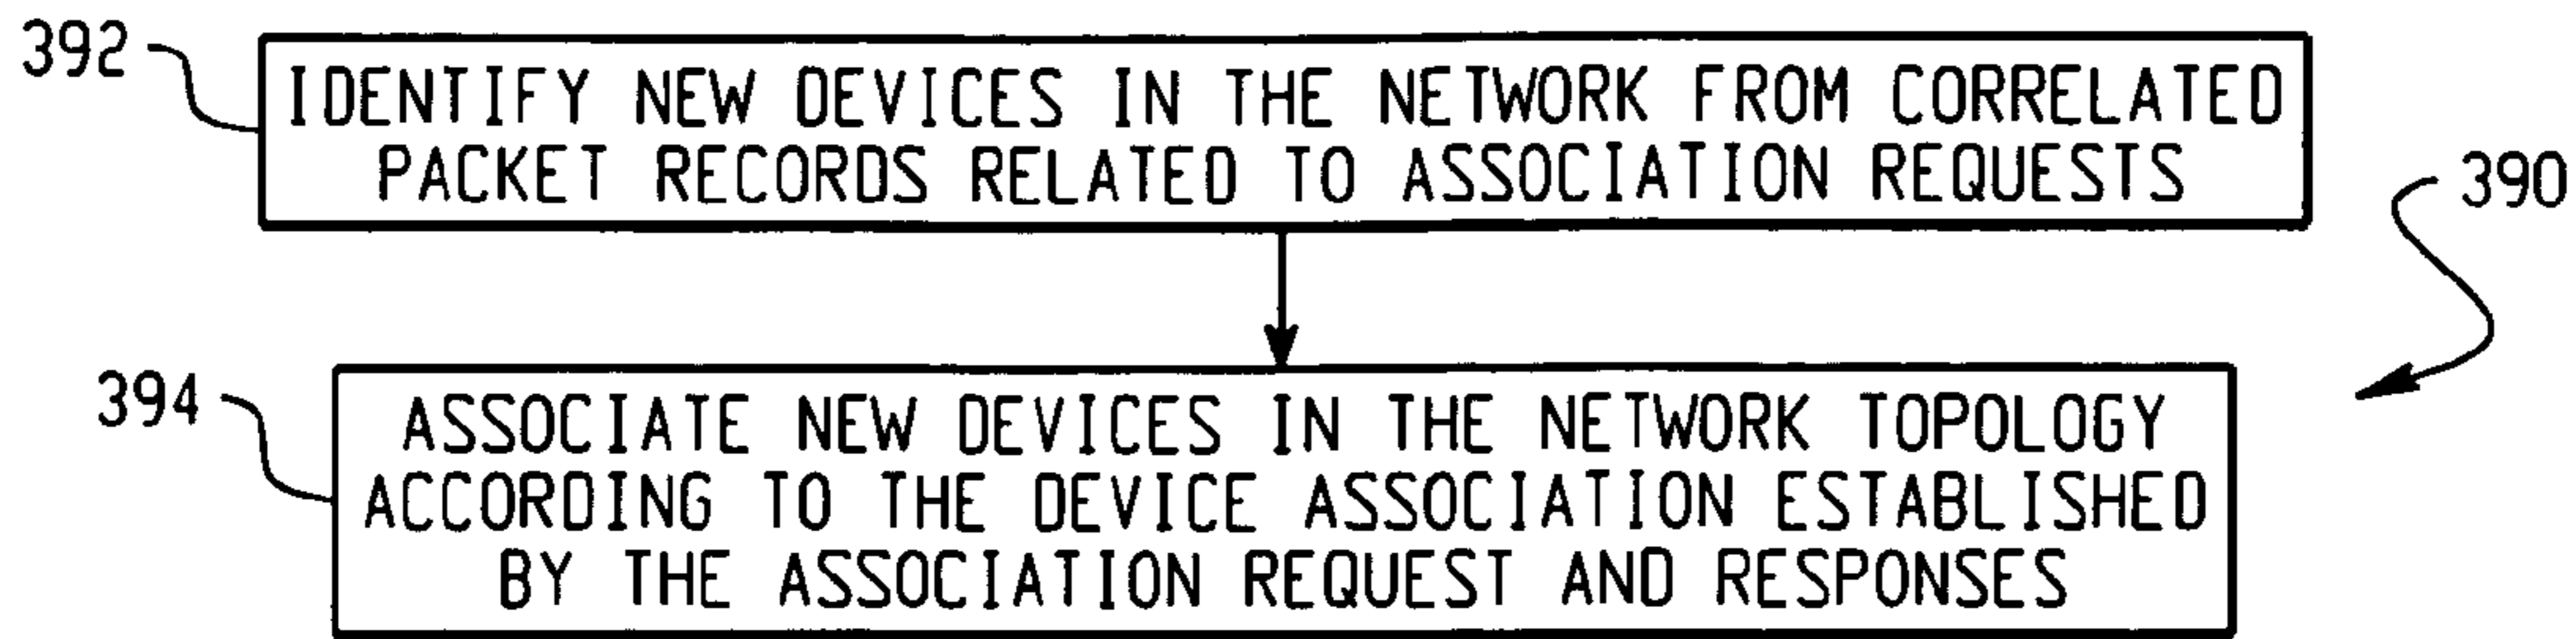 392
IDENTIFY NEW DEVICES IN THE NETWORK FROM CORRELATED
PACKET RECORDS RELATED TO ASSOCIATION REQUESTS
390
394
ASSOCIATE NEW DEVICES IN THE NETWORK TOPOLOGY
ACCORDING TO THE DEVICE ASSOCIATION ESTABLISHED
BY THE ASSOCIATION REQUEST AND RESPONSES